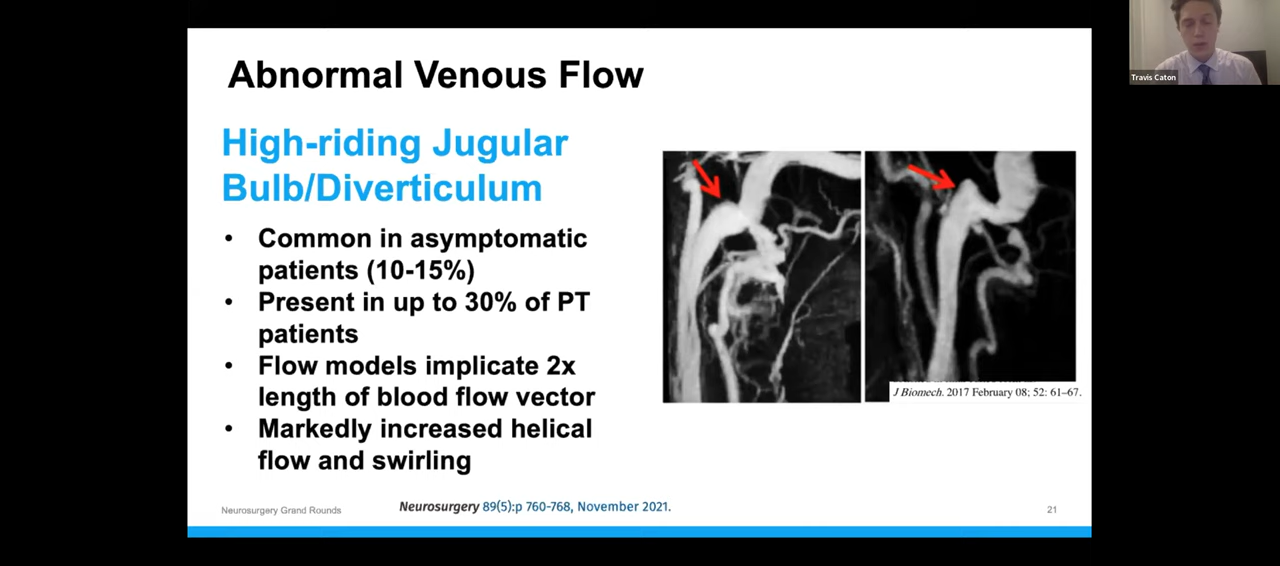 Travis Caton
Abnormal Venous Flow
High-riding Jugular
Bulb/Diverticulum
• Common in asymptomatic
patients (10-15%)
• Present in up to 30% of PT
patients
• Flow models implicate 2x
length of blood flow vector
• Markedly increased helical
flow and swirling
J Biomech. 2017 February 08; 52: 61–67.
Neurosurgery Grand Rounds
Neurosurgery 89(5):p 760-768, November 2021.
21